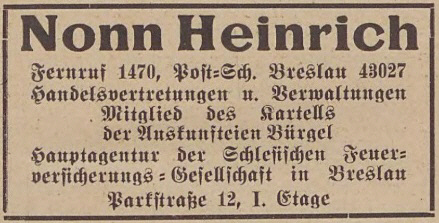 Nonn Heinrich
Fernruf 1470, Post-Sch. Breslau 43027
Handelsvertretungen u. Verwaltungen
Mitglied des Kartells
der Auskunfteien Bürgel
Hauptagentur der Schlesischen Feuer-
versicherungs-Gesellschaft in Breslau
Parkstraße 12, I. Etage